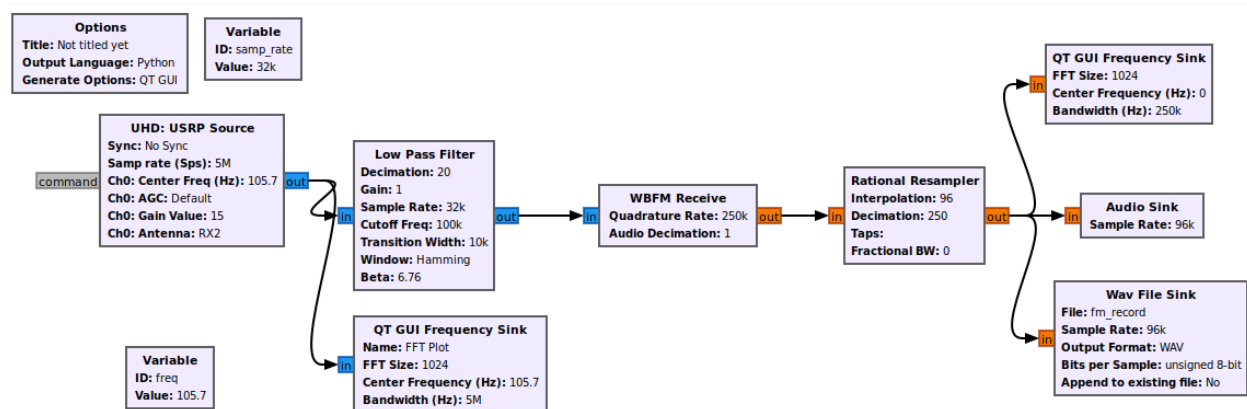 Options
Title: Not titled yet
Output Language: Python
Generate Options: QT GUI
Variable
ID: samp_rate
Value: 32k
UHD: USRP Source
Sync: No Sync
Samp rate (Sps): 5M
Ch0: Center Freq (Hz): 105.7
Ch0: AGC: Default
Ch0: Gain Value: 15
Ch0: Antenna: RX2
command
out
Low Pass Filter
Decimation: 20
Gain: 1
Sample Rate: 32k
Cutoff Freq: 100k
Transition Width: 10k
Window: Hamming
Beta: 6.76
in
out
WBFM Receive
Quadrature Rate: 250k
Audio Decimation: 1
in
out
Rational Resampler
Interpolation: 96
Decimation: 250
Taps:
Fractional BW: 0
in
out
QT GUI Frequency Sink
FFT Size: 1024
Center Frequency (Hz): 0
Bandwidth (Hz): 250k
in
Audio Sink
Sample Rate: 96k
in
Wav File Sink
File: fm_record
Sample Rate: 96k
Output Format: WAV
Bits per Sample: unsigned 8-bit
Append to existing file: No
in
QT GUI Frequency Sink
Name: FFT Plot
FFT Size: 1024
Center Frequency (Hz): 105.7
Bandwidth (Hz): 5M
in
Variable
ID: freq
Value: 105.7